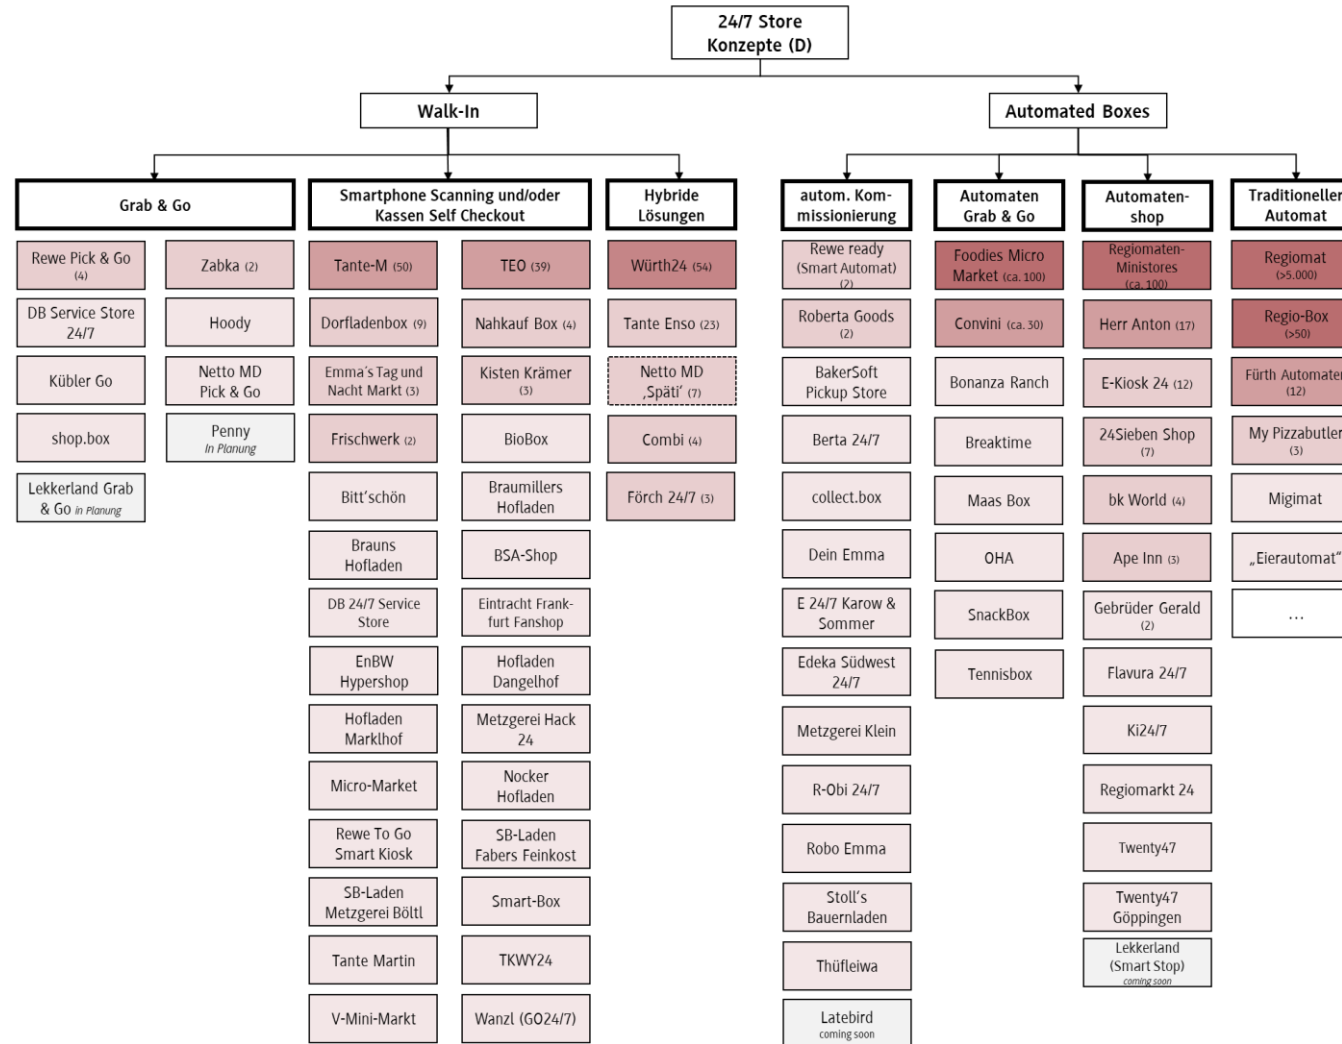 24/7 Store
Konzepte (D)
Walk-In
Automated Boxes
Grab & Go
Smartphone Scanning und/oder
Kassen Self Checkout
Hybride
Lösungen
autom. Kom-
missionierung
Automaten
Grab & Go
Automaten-
shop
Traditioneller
Automat
Rewe Pick & Go
(4)
DB Service Store
24/7
Kübler Go
shop.box
Lekkerland Grab
& Go in Planung
Zabka (2)
Hoody
Netto MD
Pick & Go
Penny
In Planung
Tante-M (50)
Dorfladenbox (9)
Emma´s Tag und
Nacht Markt (3)
Frischwerk (2)
Bitt'schön
Brauns
Hofladen
DB 24/7 Service
Store
EnBW
Hypershop
Hofladen
Marklhof
Micro-Market
Rewe To Go
Smart Kiosk
SB-Laden
Metzgerei Böltl
Tante Martin
V-Mini-Markt
TEO (39)
Nahkauf Box (4)
Kisten Krämer
(3)
BioBox
Braumillers
Hofladen
BSA-Shop
Eintracht Frank-
furt Fanshop
Hofladen
Dangelhof
Metzgerei Hack
24
Nocker
Hofladen
SB-Laden
Fabers Feinkost
Smart-Box
TKWY24
Wanzl (GO24/7)
Würth24 (54)
Tante Enso (23)
Netto MD
‚Späti' (7)
Combi (4)
Förch 24/7 (3)
Rewe ready
(Smart Automat)
(2)
Roberta Goods
(2)
BakerSoft
Pickup Store
Berta 24/7
collect.box
Dein Emma
E 24/7 Karow &
Sommer
Edeka Südwest
24/7
Metzgerei Klein
R-Obi 24/7
Robo Emma
Stoll´s
Bauernladen
Thüfleiwa
Latebird
coming soon
Foodies Micro
Market (ca. 100)
Convini (ca. 30)
Bonanza Ranch
Breaktime
Maas Box
OHA
SnackBox
Tennisbox
Regiomaten-
Ministores
(ca. 100)
Herr Anton (17)
E-Kiosk 24 (12)
24Sieben Shop
(7)
bk World (4)
Ape Inn (3)
Gebrüder Gerald
(2)
Flavura 24/7
Ki24/7
Regiomarkt 24
Twenty47
Twenty47
Göppingen
Lekkerland
(Smart Stop)
coming soon
Regiomat
(>5.000)
Regio-Box
(>50)
Fürth Automaten
(12)
My Pizzabutler
(3)
Migimat
„Eierautomat"
...